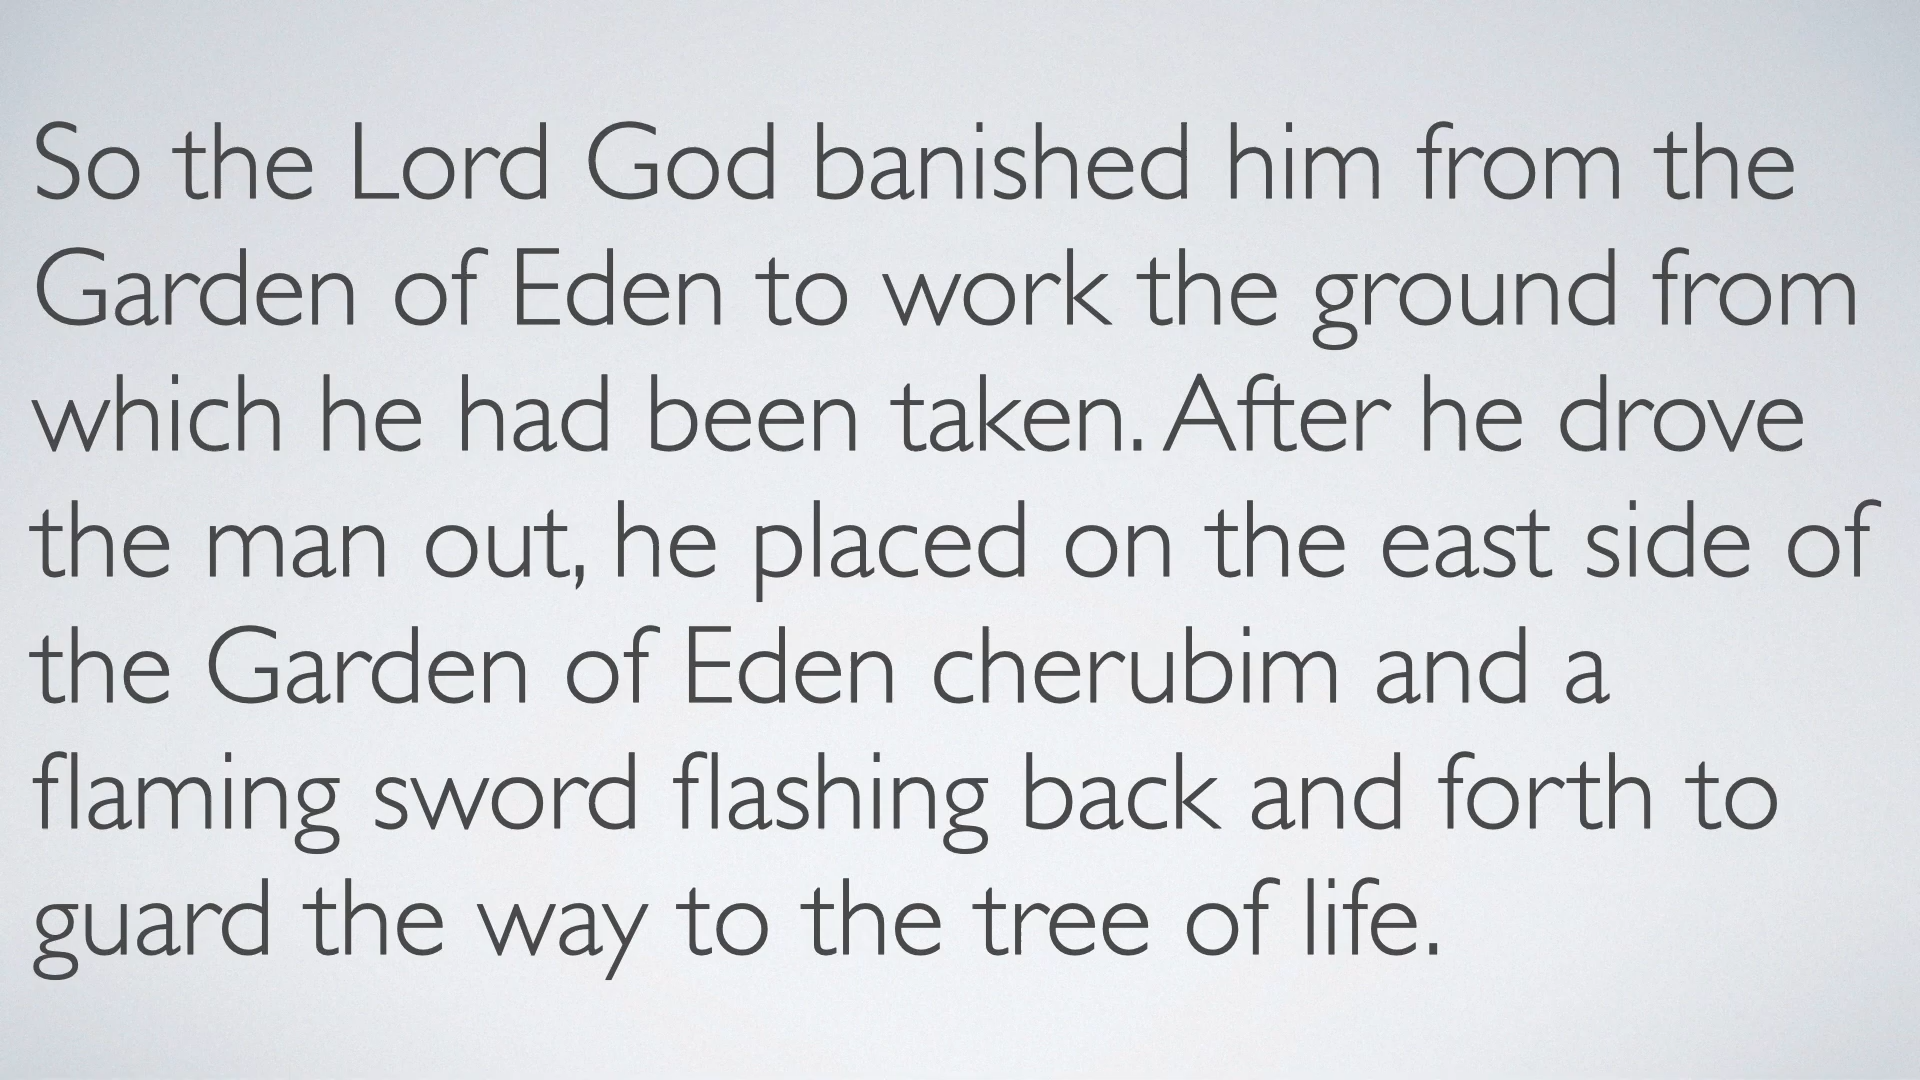 So the Lord God banished him from the
Garden of Eden to work the ground from
which he had been taken. After he drove
the man out, he placed on the east side of
the Garden of Eden cherubim and a
flaming sword flashing back and forth to
guard the way to the tree of life.